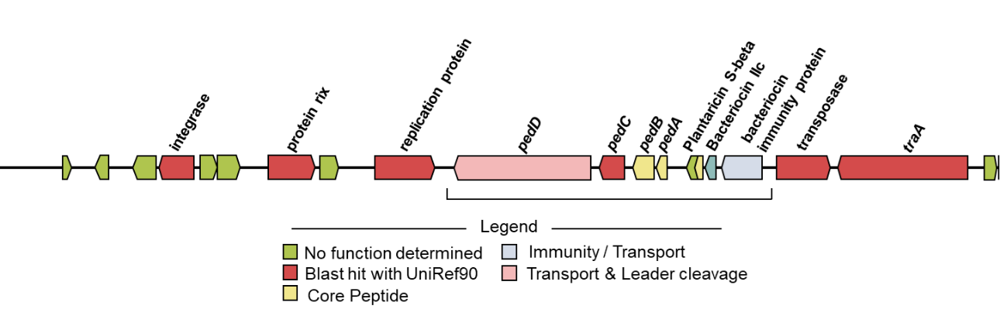 integrase
protein rix
replication protein
pedD
pedC
pedB
pedA
Plantaricin S-beta
Bacteriocin IIc
bacteriocin
immunity protein
transposase
traA
Legend
No function determined
Immunity / Transport
Blast hit with UniRef90
Transport & Leader cleavage
Core Peptide